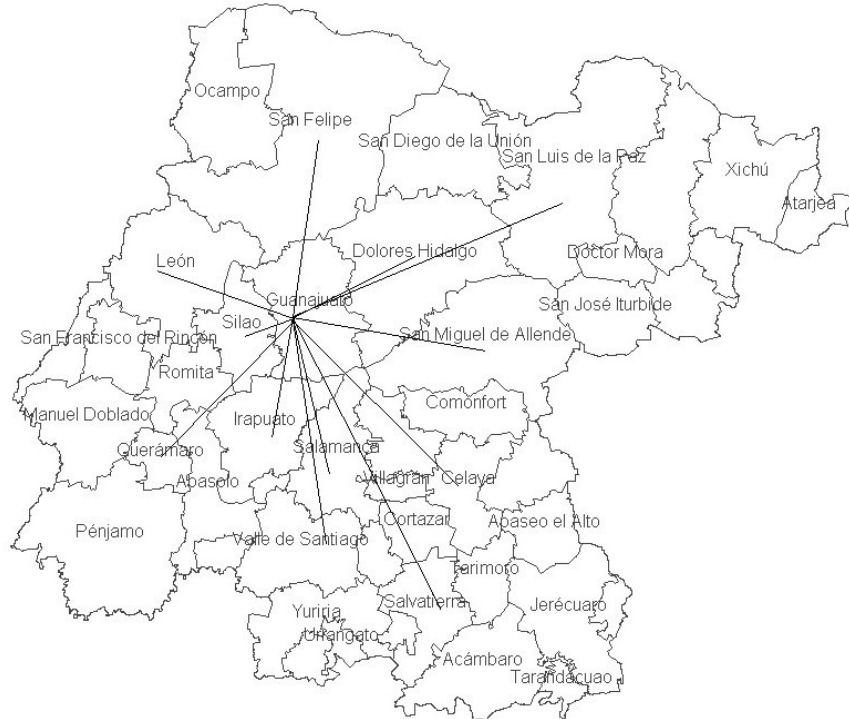 Ocampo
San Felipe
San Diego de la Unión
San Luis de la Paz
Xichú
Atarjea
León
Dolores Hidalgo
Doctor Mora
Guanajuato
San José Iturbide
Silao
San Francisco del Rincón
San Miguel de Allende
Romita
Comonfort
Manuel Doblado
Irapuato
Salamanca
Querámaro
Abasolo
Villagrán
Celaya
Pénjamo
Cortazar
Apaseo el Alto
Valle de Santiago
Tarimoro
Yuriria
Salvatierra
Jerécuaro
Uriangato
Acámbaro
Tarandacuao